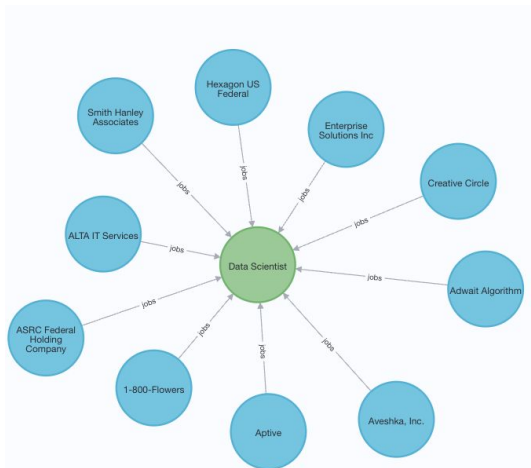 Hexagon US
Federal
Smith Hanley
Associates
Enterprise
Solutions Inc
Creative Circle
jobs
jobs
jobs
jobs
ALTA IT Services
jobs
Data Scientist
jobs
Adwait Algorithm
jobs
ASRC Federal
Holding
Company
jobs
jobs
jobs
1-800-Flowers
Aptive
Aveshka, Inc.